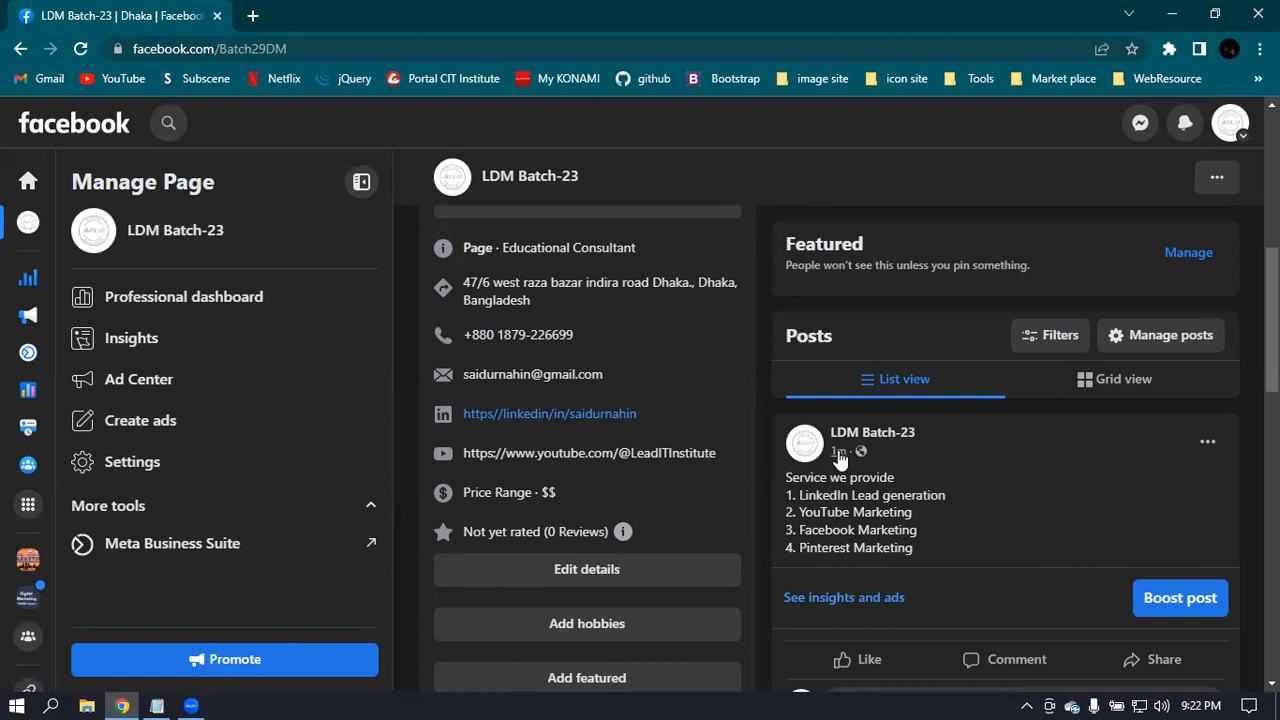 LDM Batch-23 | Dhaka | Faceboo
facebook.com/Batch29DM
Gmail
YouTube
Subscene
Netflix
jQuery
Portal CIT Institute
My KONAMI
github
Bootstrap
image site
icon site
Tools
Market place
WebResource
»
facebook
Manage Page
LDM Batch-23
Professional dashboard
Insights
Ad Center
Create ads
Settings
More tools
Meta Business Suite
Promote
LDM Batch-23
Page · Educational Consultant
47/6 west raza bazar indira road Dhaka., Dhaka,
Bangladesh
+880 1879-226699
saidurnahin@gmail.com
https//linkedin/in/saidurnahin
https://www.youtube.com/@LeadITInstitute
Price Range · $$
Not yet rated (0 Reviews)
Edit details
Add hobbies
Add featured
Featured
People won't see this unless you pin something.
Manage
Posts
Filters
Manage posts
List view
Grid view
LDM Batch-23
1m ·
Service we provide
1. LinkedIn Lead generation
2. YouTube Marketing
3. Facebook Marketing
4. Pinterest Marketing
See insights and ads
Boost post
Like
Comment
Share
9:22 PM